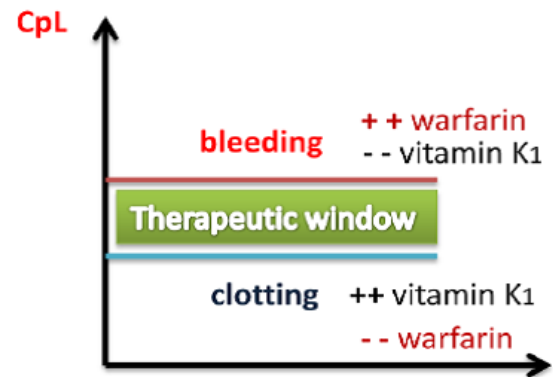 CpL
+ + warfarin
bleeding - - vitamin K1
Therapeutic window
clotting ++ vitamin K1
- - warfarin